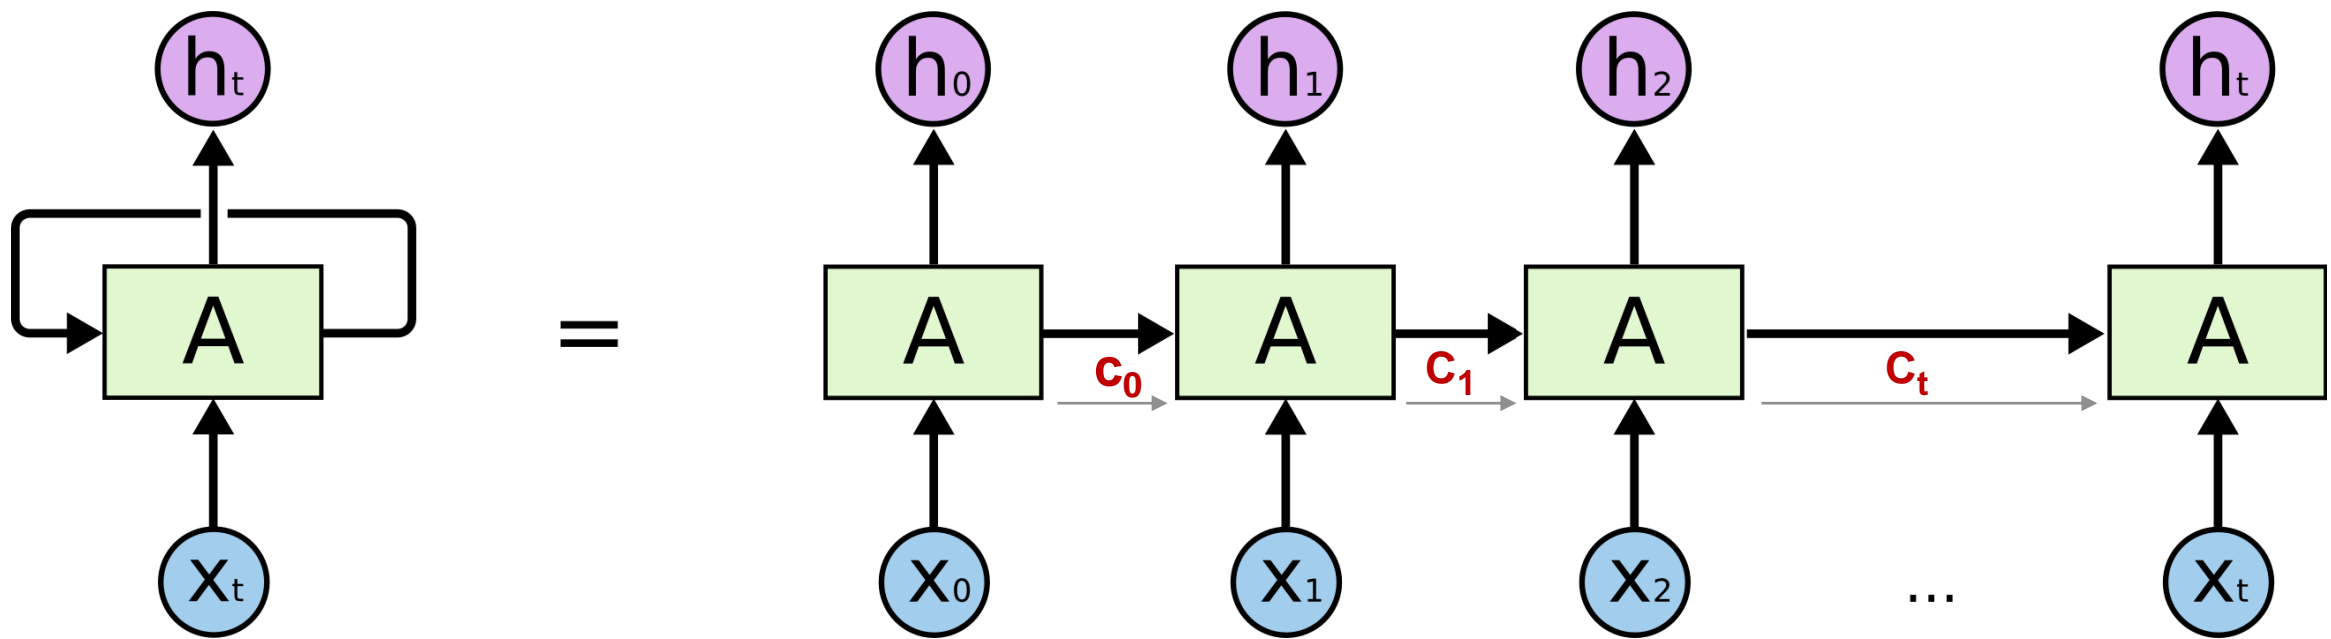 ht h0 h1 h2 ht
A = A A A A
c0 C1 Ct
xt x0 x1 x2 ... xt